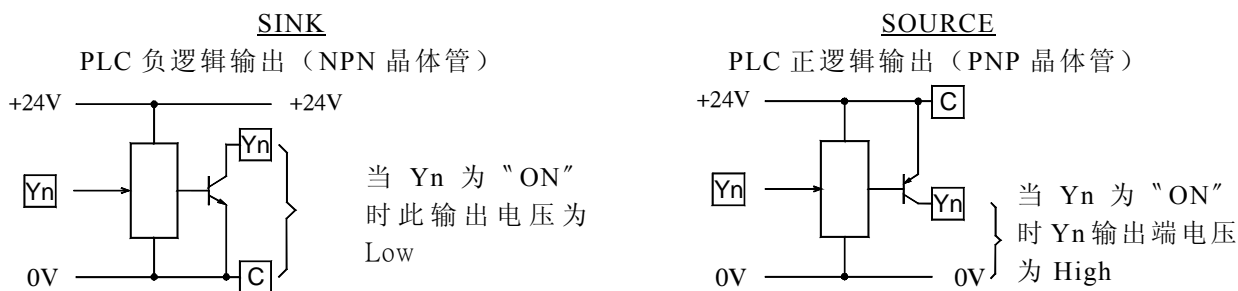 SINK
PLC 负逻辑输出（NPN 晶体管）
+24V
+24V
Yn
Yn
当 Yn 为〝ON〞
时此输出电压为
Low
0V
C
SOURCE
PLC 正逻辑输出（PNP 晶体管）
+24V
C
Yn
Yn
当 Yn 为〝ON〞
时 Yn 输出端电压
为 High
0V
0V